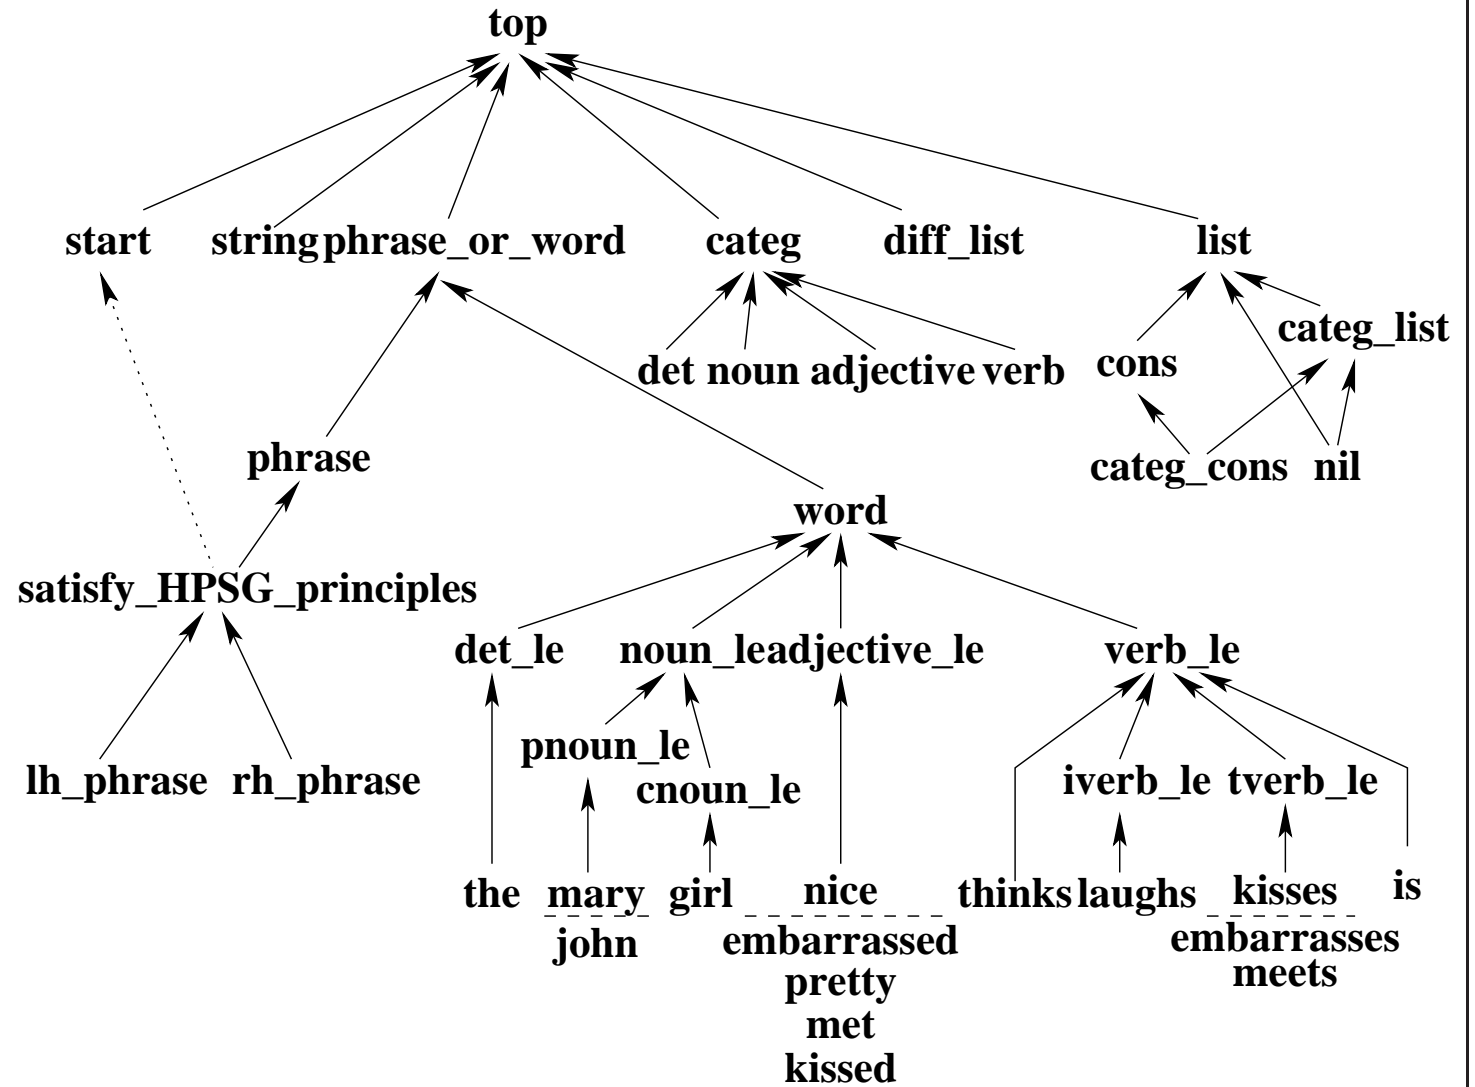 top
start string phrase_or_word categ diff_list list
categ_list
cons
det noun adjective verb
phrase
categ_cons nil
word
satisfy_HPSG_principles
det_le noun_le adjective_le verb_le
pnoun_le
lh_phrase rh_phrase iverb_le tverb_le
cnoun_le
the mary girl nice thinks laughs kisses is
john embarrassed embarrasses
pretty meets
met
kissed